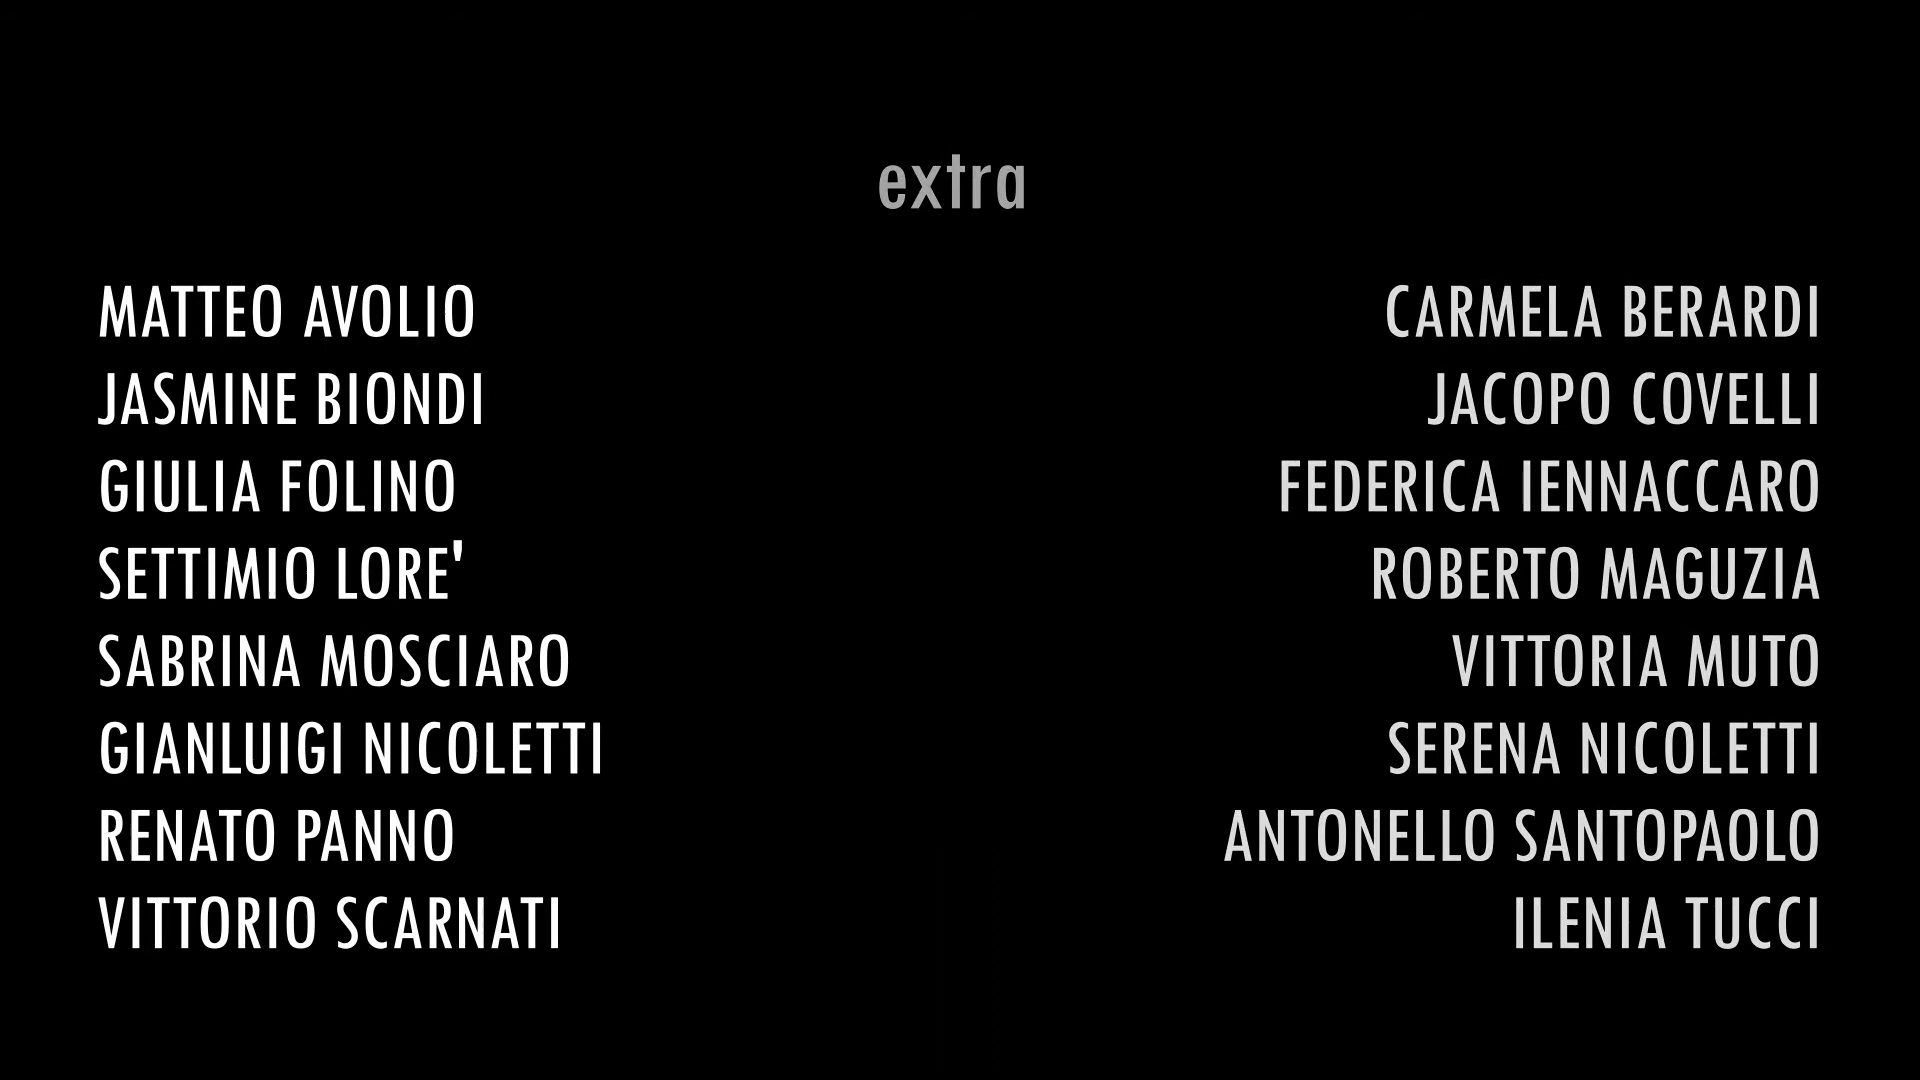 extra
MATTEO AVOLIO
CARMELA BERARDI
JASMINE BIONDI
JACOPO COVELLI
GIULIA FOLINO
FEDERICA IENNACCARO
SETTIMIO LORE'
ROBERTO MAGUZIA
SABRINA MOSCIARO
VITTORIA MUTO
GIANLUIGI NICOLETTI
SERENA NICOLETTI
RENATO PANNO
ANTONELLO SANTOPAOLO
VITTORIO SCARNATI
ILENIA TUCCI